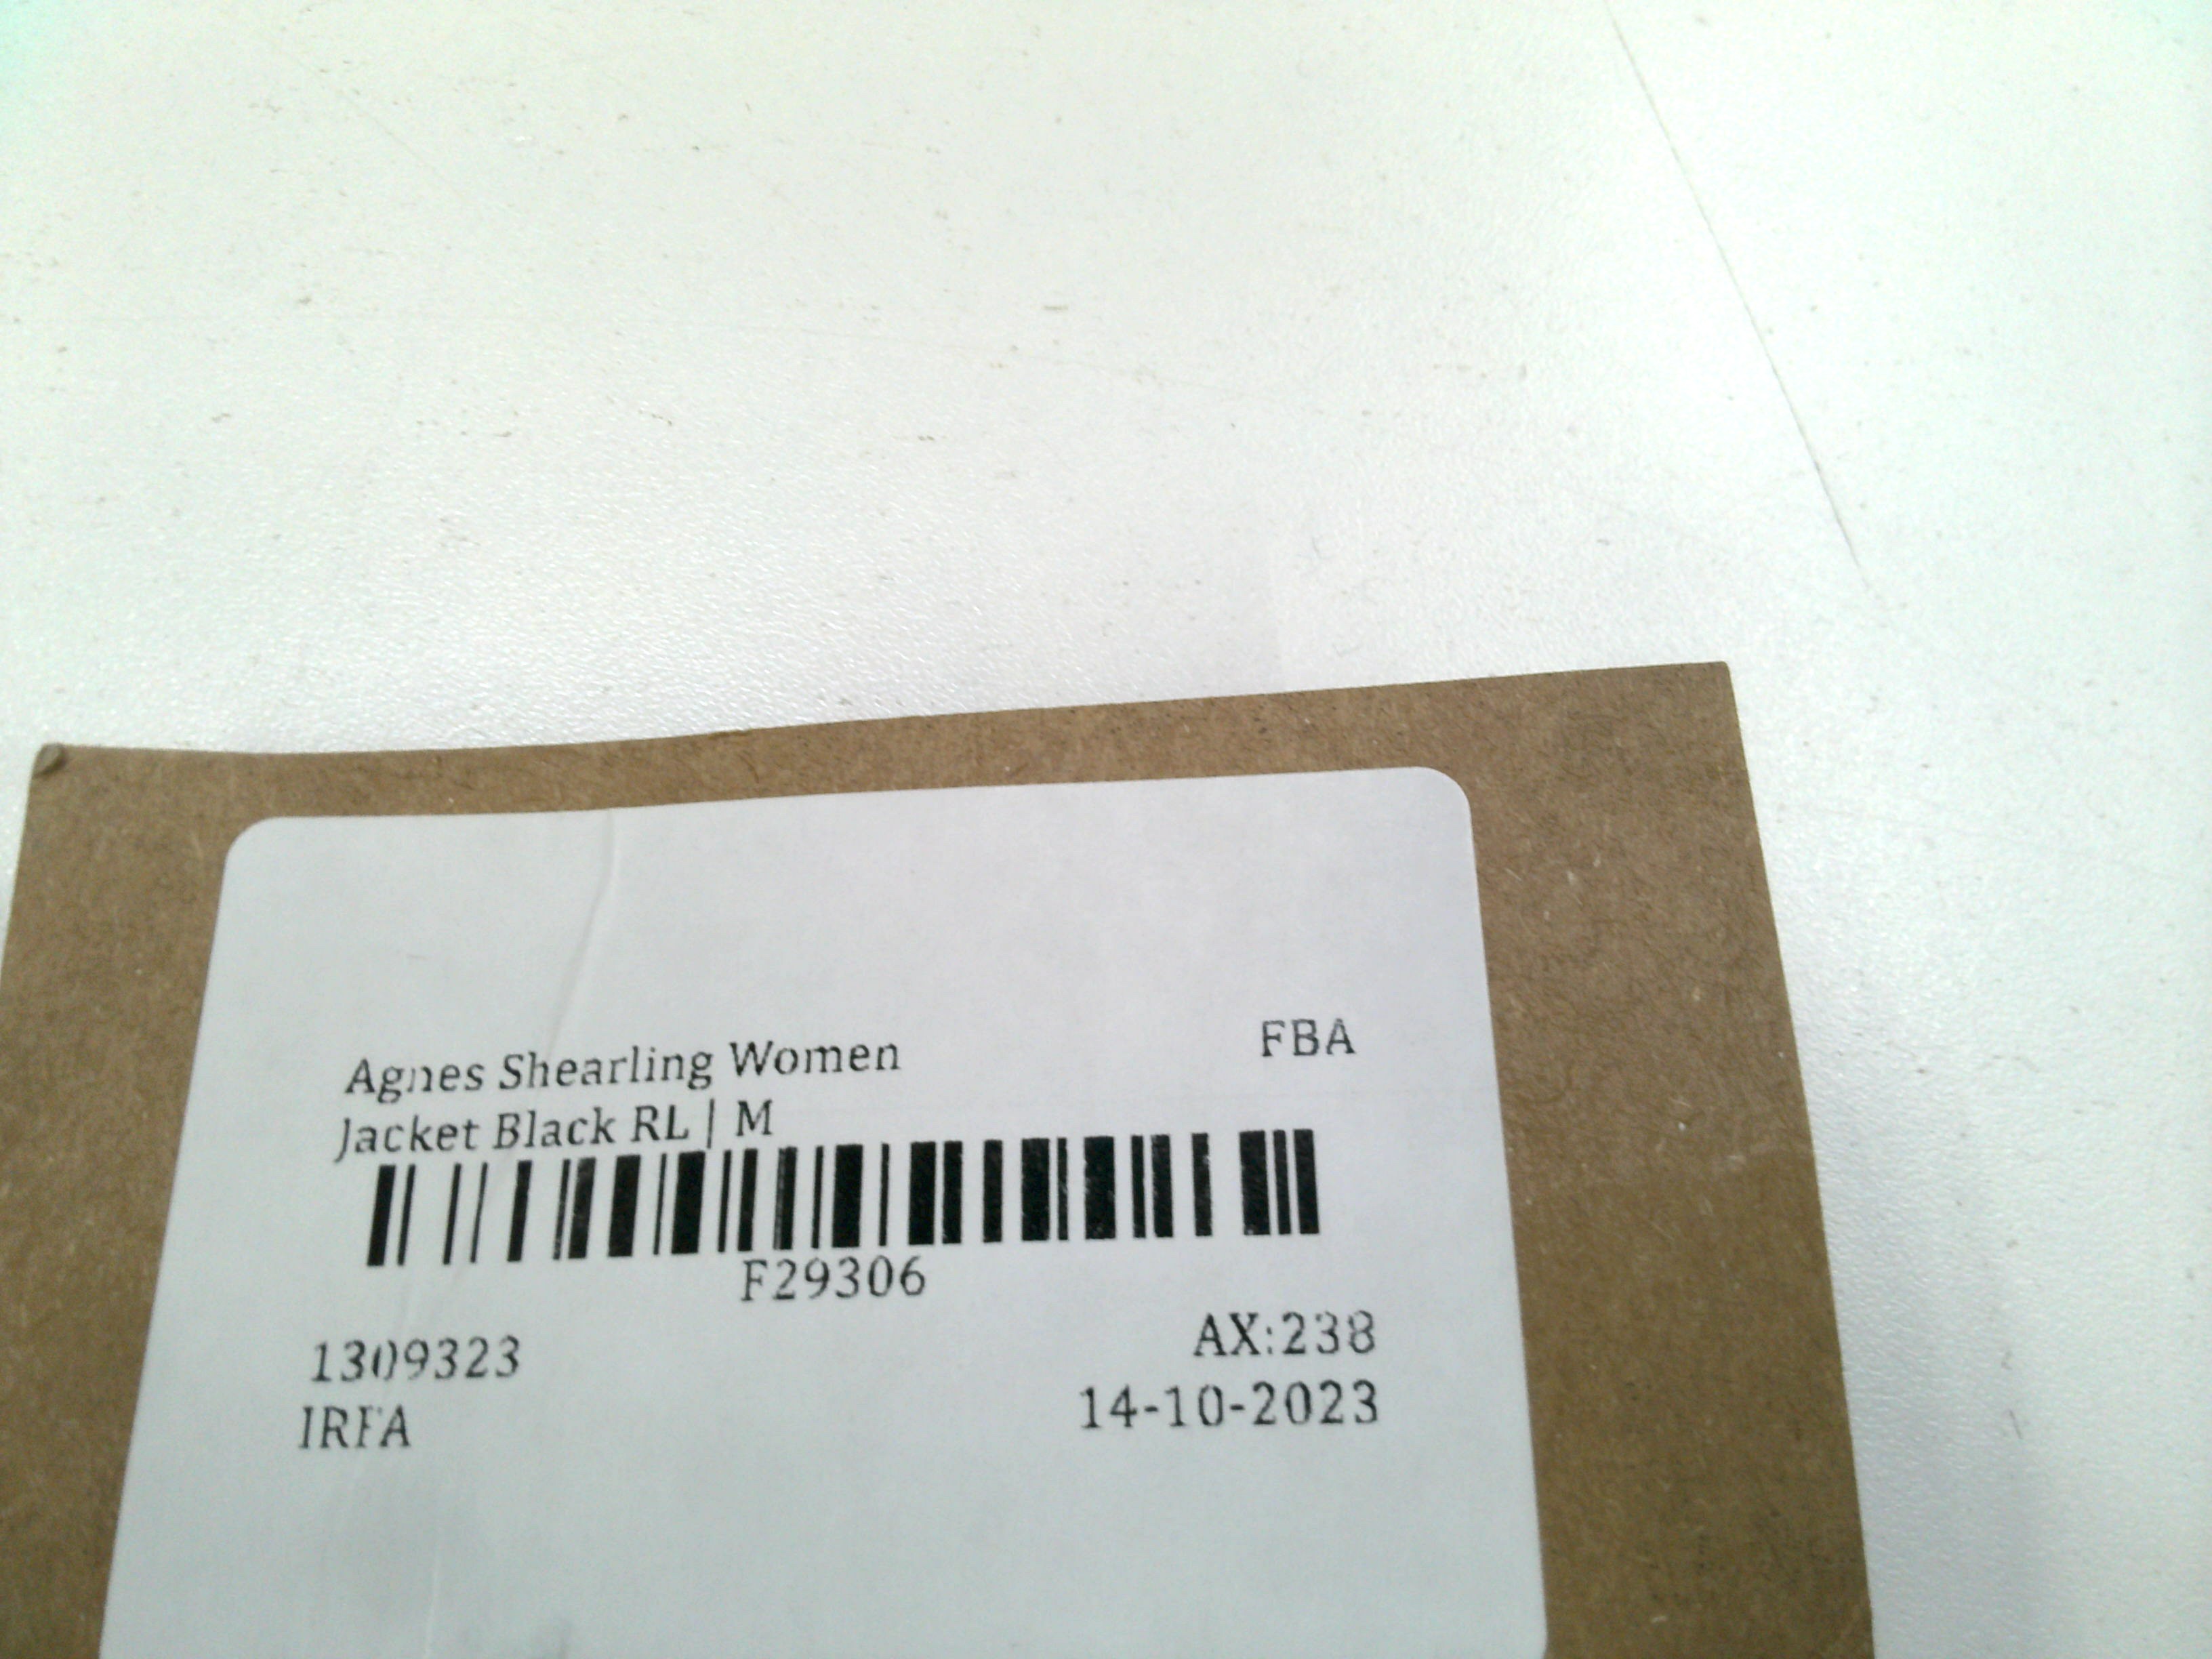 Agnes Shearling Women
FBA
Jacket Black RL | M
F29306
1309323
AX:238
IRFA
14-10-2023